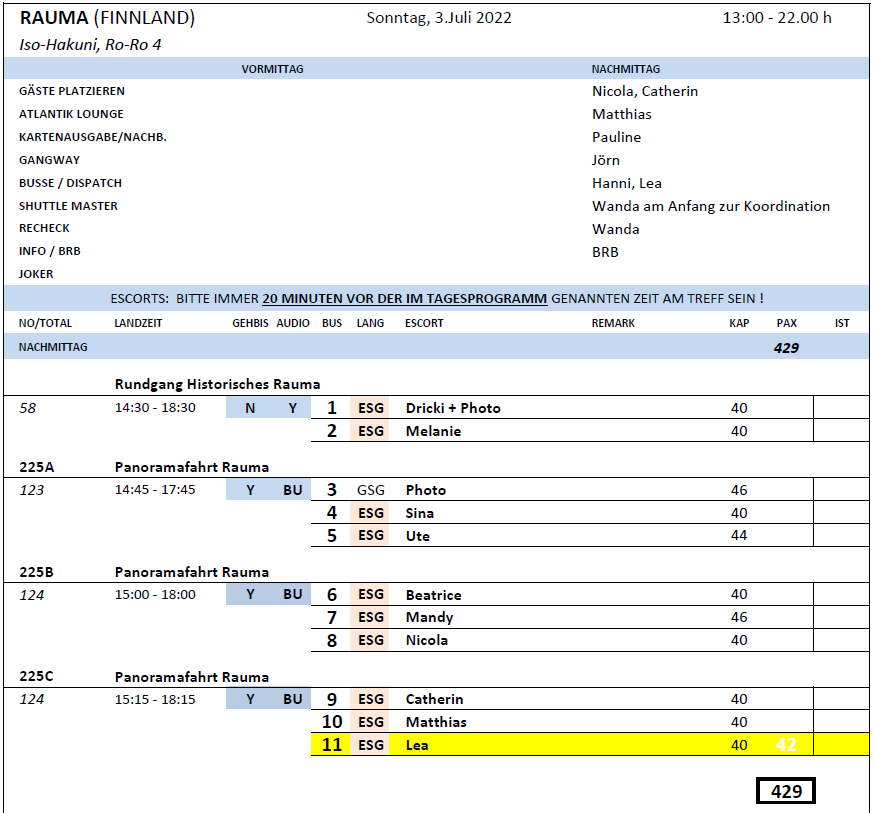 RAUMA (FINNLAND) Sonntag, 3.Juli 2022 13:00 - 22.00 h
Iso-Hakuni, Ro-Ro 4
VORMITTAG NACHMITTAG
GÄSTE PLATZIEREN Nicola, Catherin
ATLANTIK LOUNGE Matthias
KARTENAUSGABE/NACHB. Pauline
GANGWAY Jörn
BUSSE / DISPATCH Hanni, Lea
SHUTTLE MASTER Wanda am Anfang zur Koordination
RECHECK Wanda
INFO / BRB BRB
JOKER
ESCORTS: BITTE IMMER 20 MINUTEN VOR DER IM TAGESPROGRAMM GENANNTEN ZEIT AM TREFF SEIN !
NO/TOTAL LANDZEIT GEHBIS AUDIO BUS LANG ESCORT REMARK KAP PAX IST
NACHMITTAG 429
Rundgang Historisches Rauma
58 14:30 - 18:30 N Y 1 ESG Dricki + Photo 40
2 ESG Melanie 40
225A Panoramafahrt Rauma
123 14:45 - 17:45 Y BU 3 GSG Photo 46
4 ESG Sina 40
5 ESG Ute 44
225B Panoramafahrt Rauma
124 15:00 - 18:00 Y BU 6 ESG Beatrice 40
7 ESG Mandy 46
8 ESG Nicola 40
225C Panoramafahrt Rauma
124 15:15 - 18:15 Y BU 9 ESG Catherin 40
10 ESG Matthias 40
11 ESG Lea 40 42
429